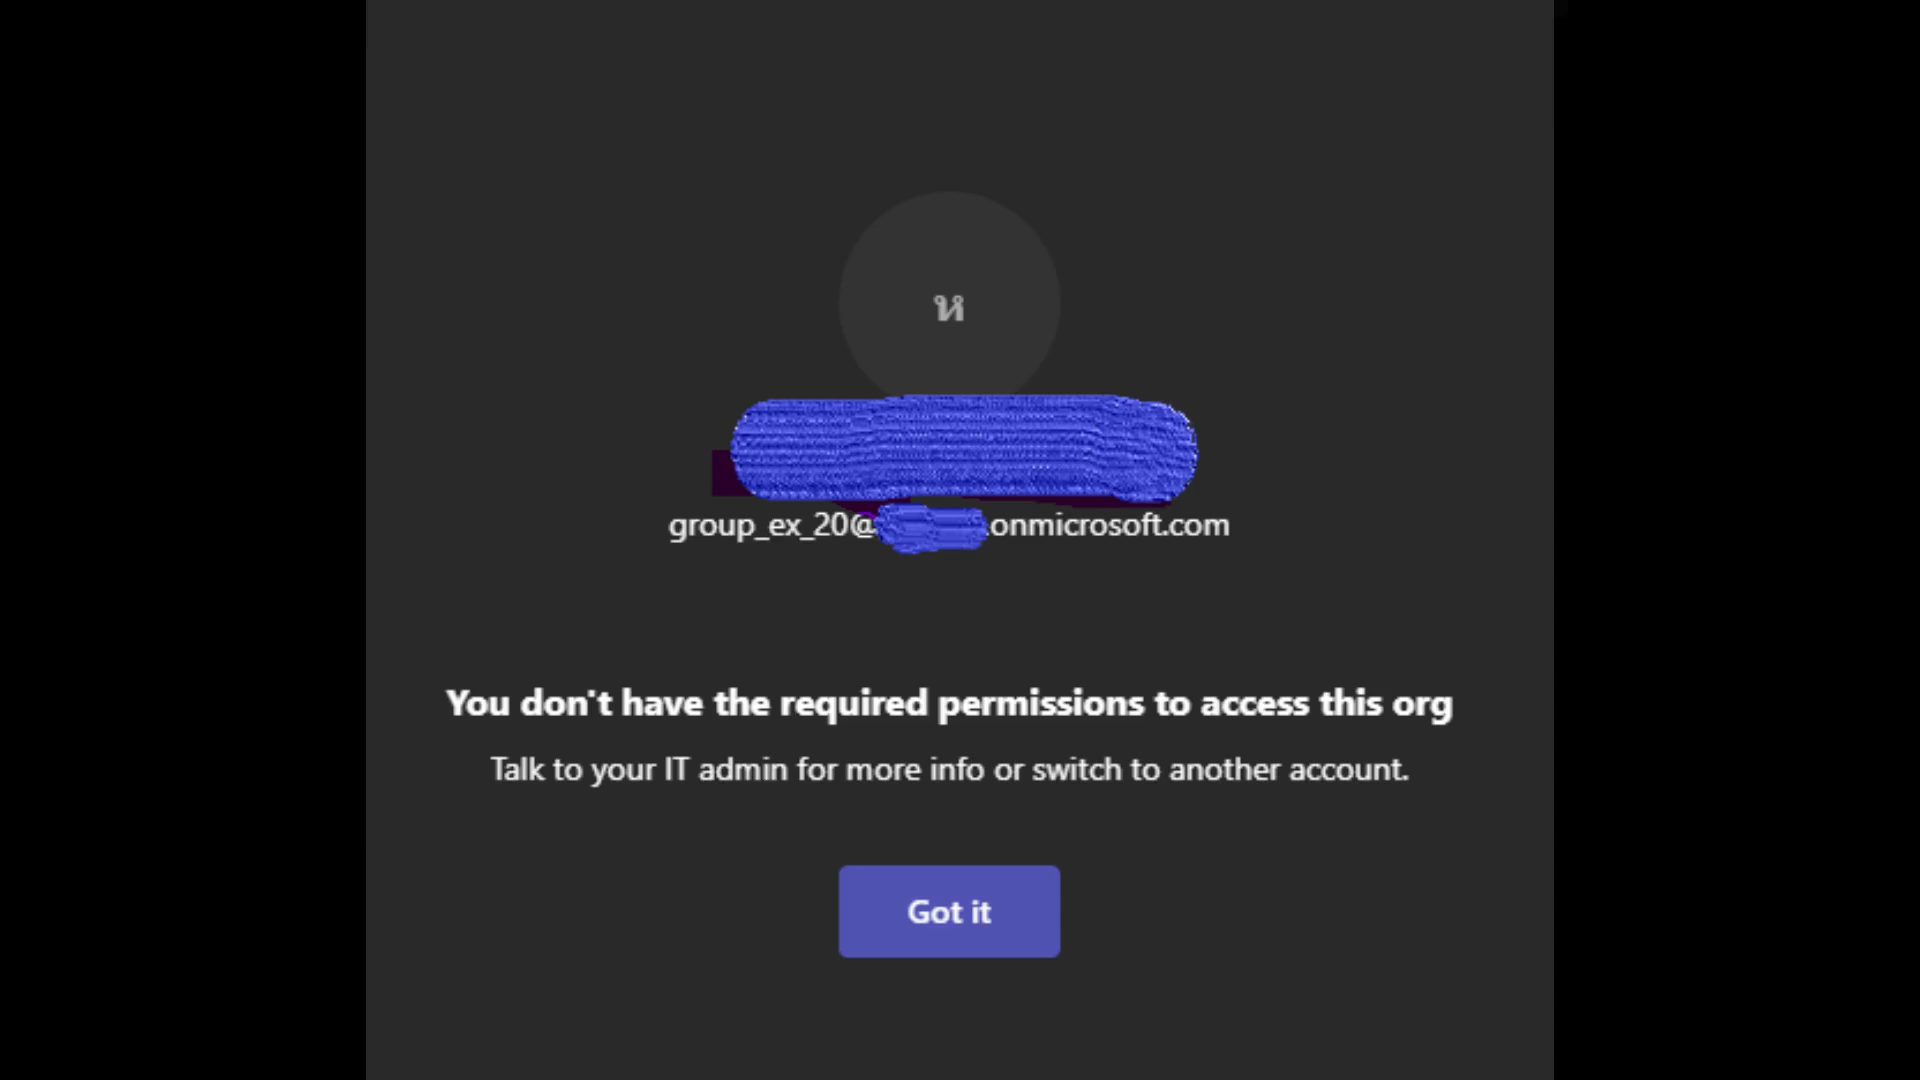 ห
group_ex_20@
.onmicrosoft.com
You don't have the required permissions to access this org
Talk to your IT admin for more info or switch to another account.
Got it